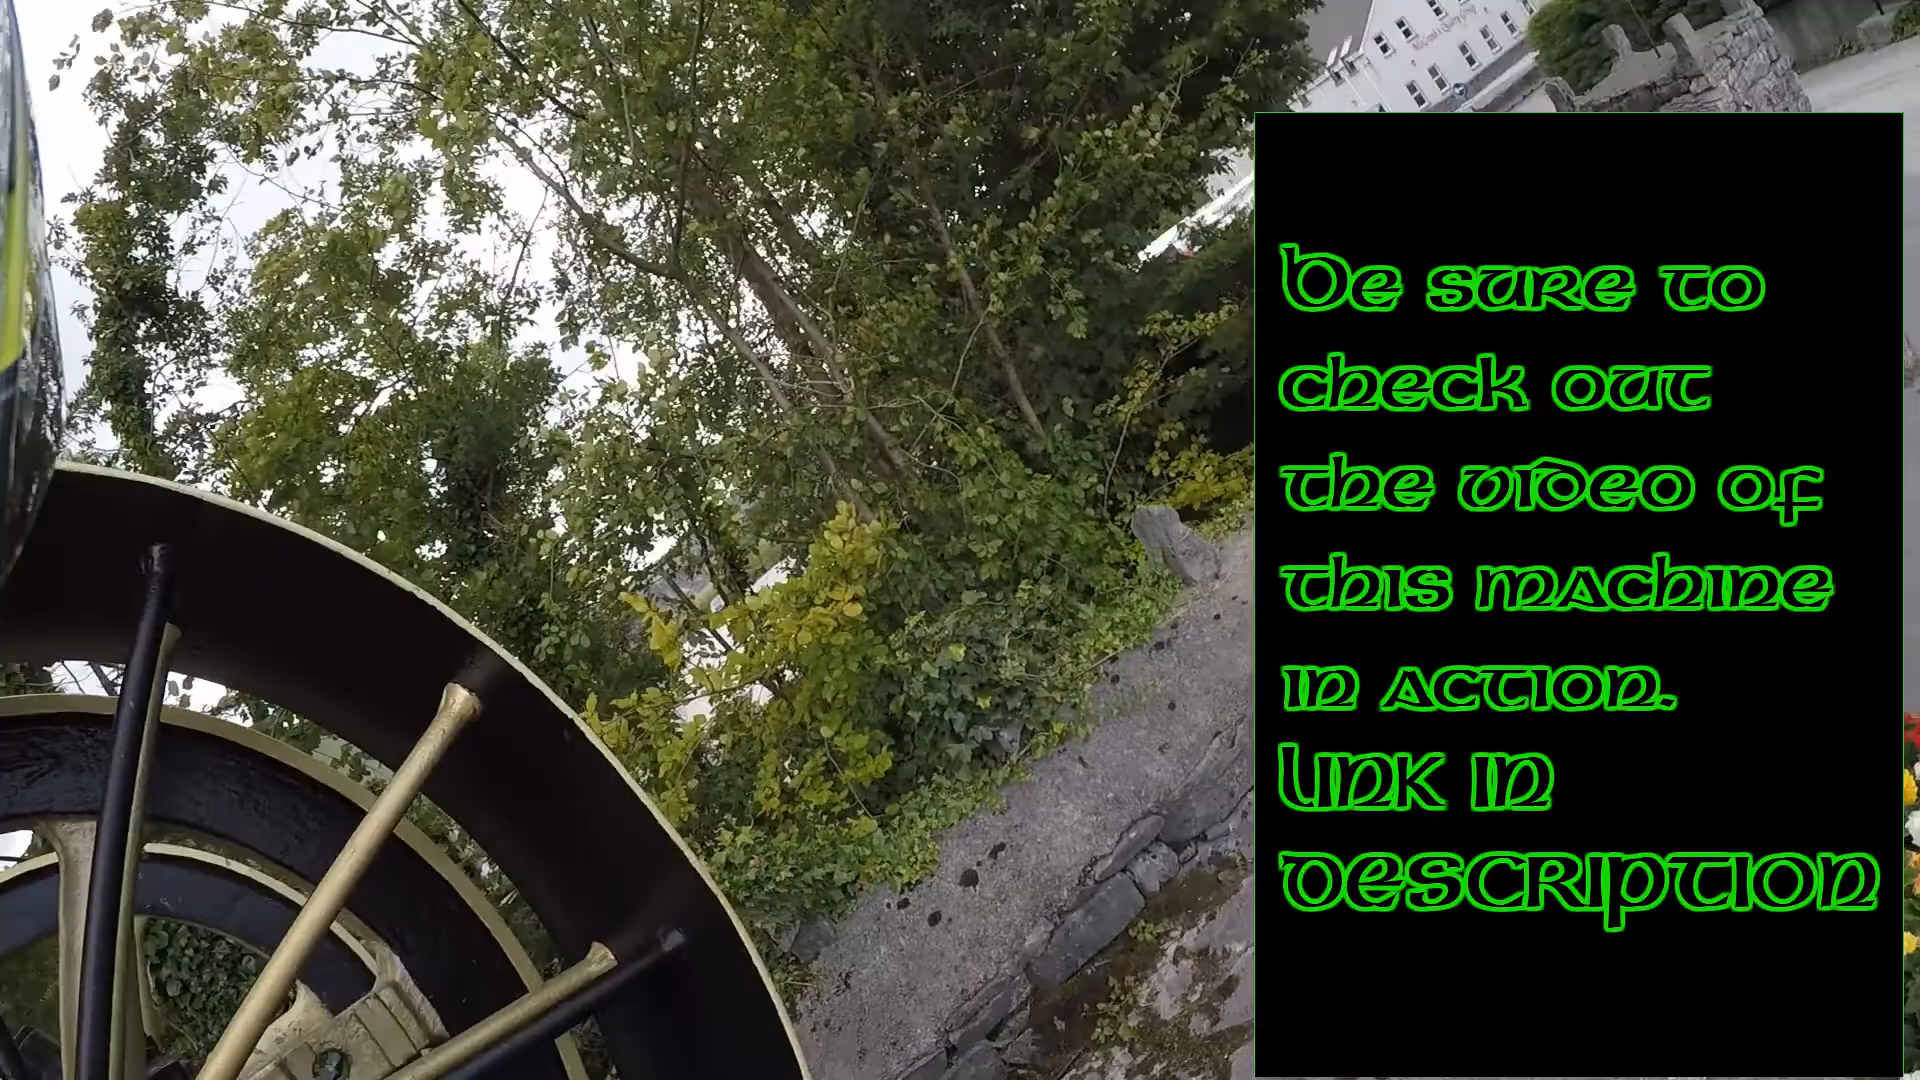 Be sure to
check out
the video of
this machine
in action.
Link in
description